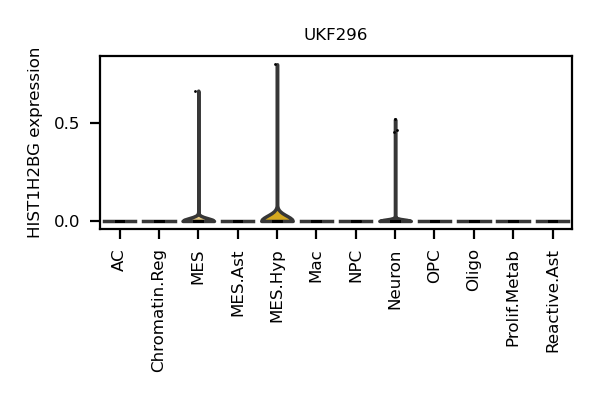 UKF296
HIST1H2BG expression
0.5
0.0
AC
Chromatin.Reg
MES
MES.Ast
MES.Hyp
Mac
NPC
Neuron
OPC
Oligo
Prolif.Metab
Reactive.Ast